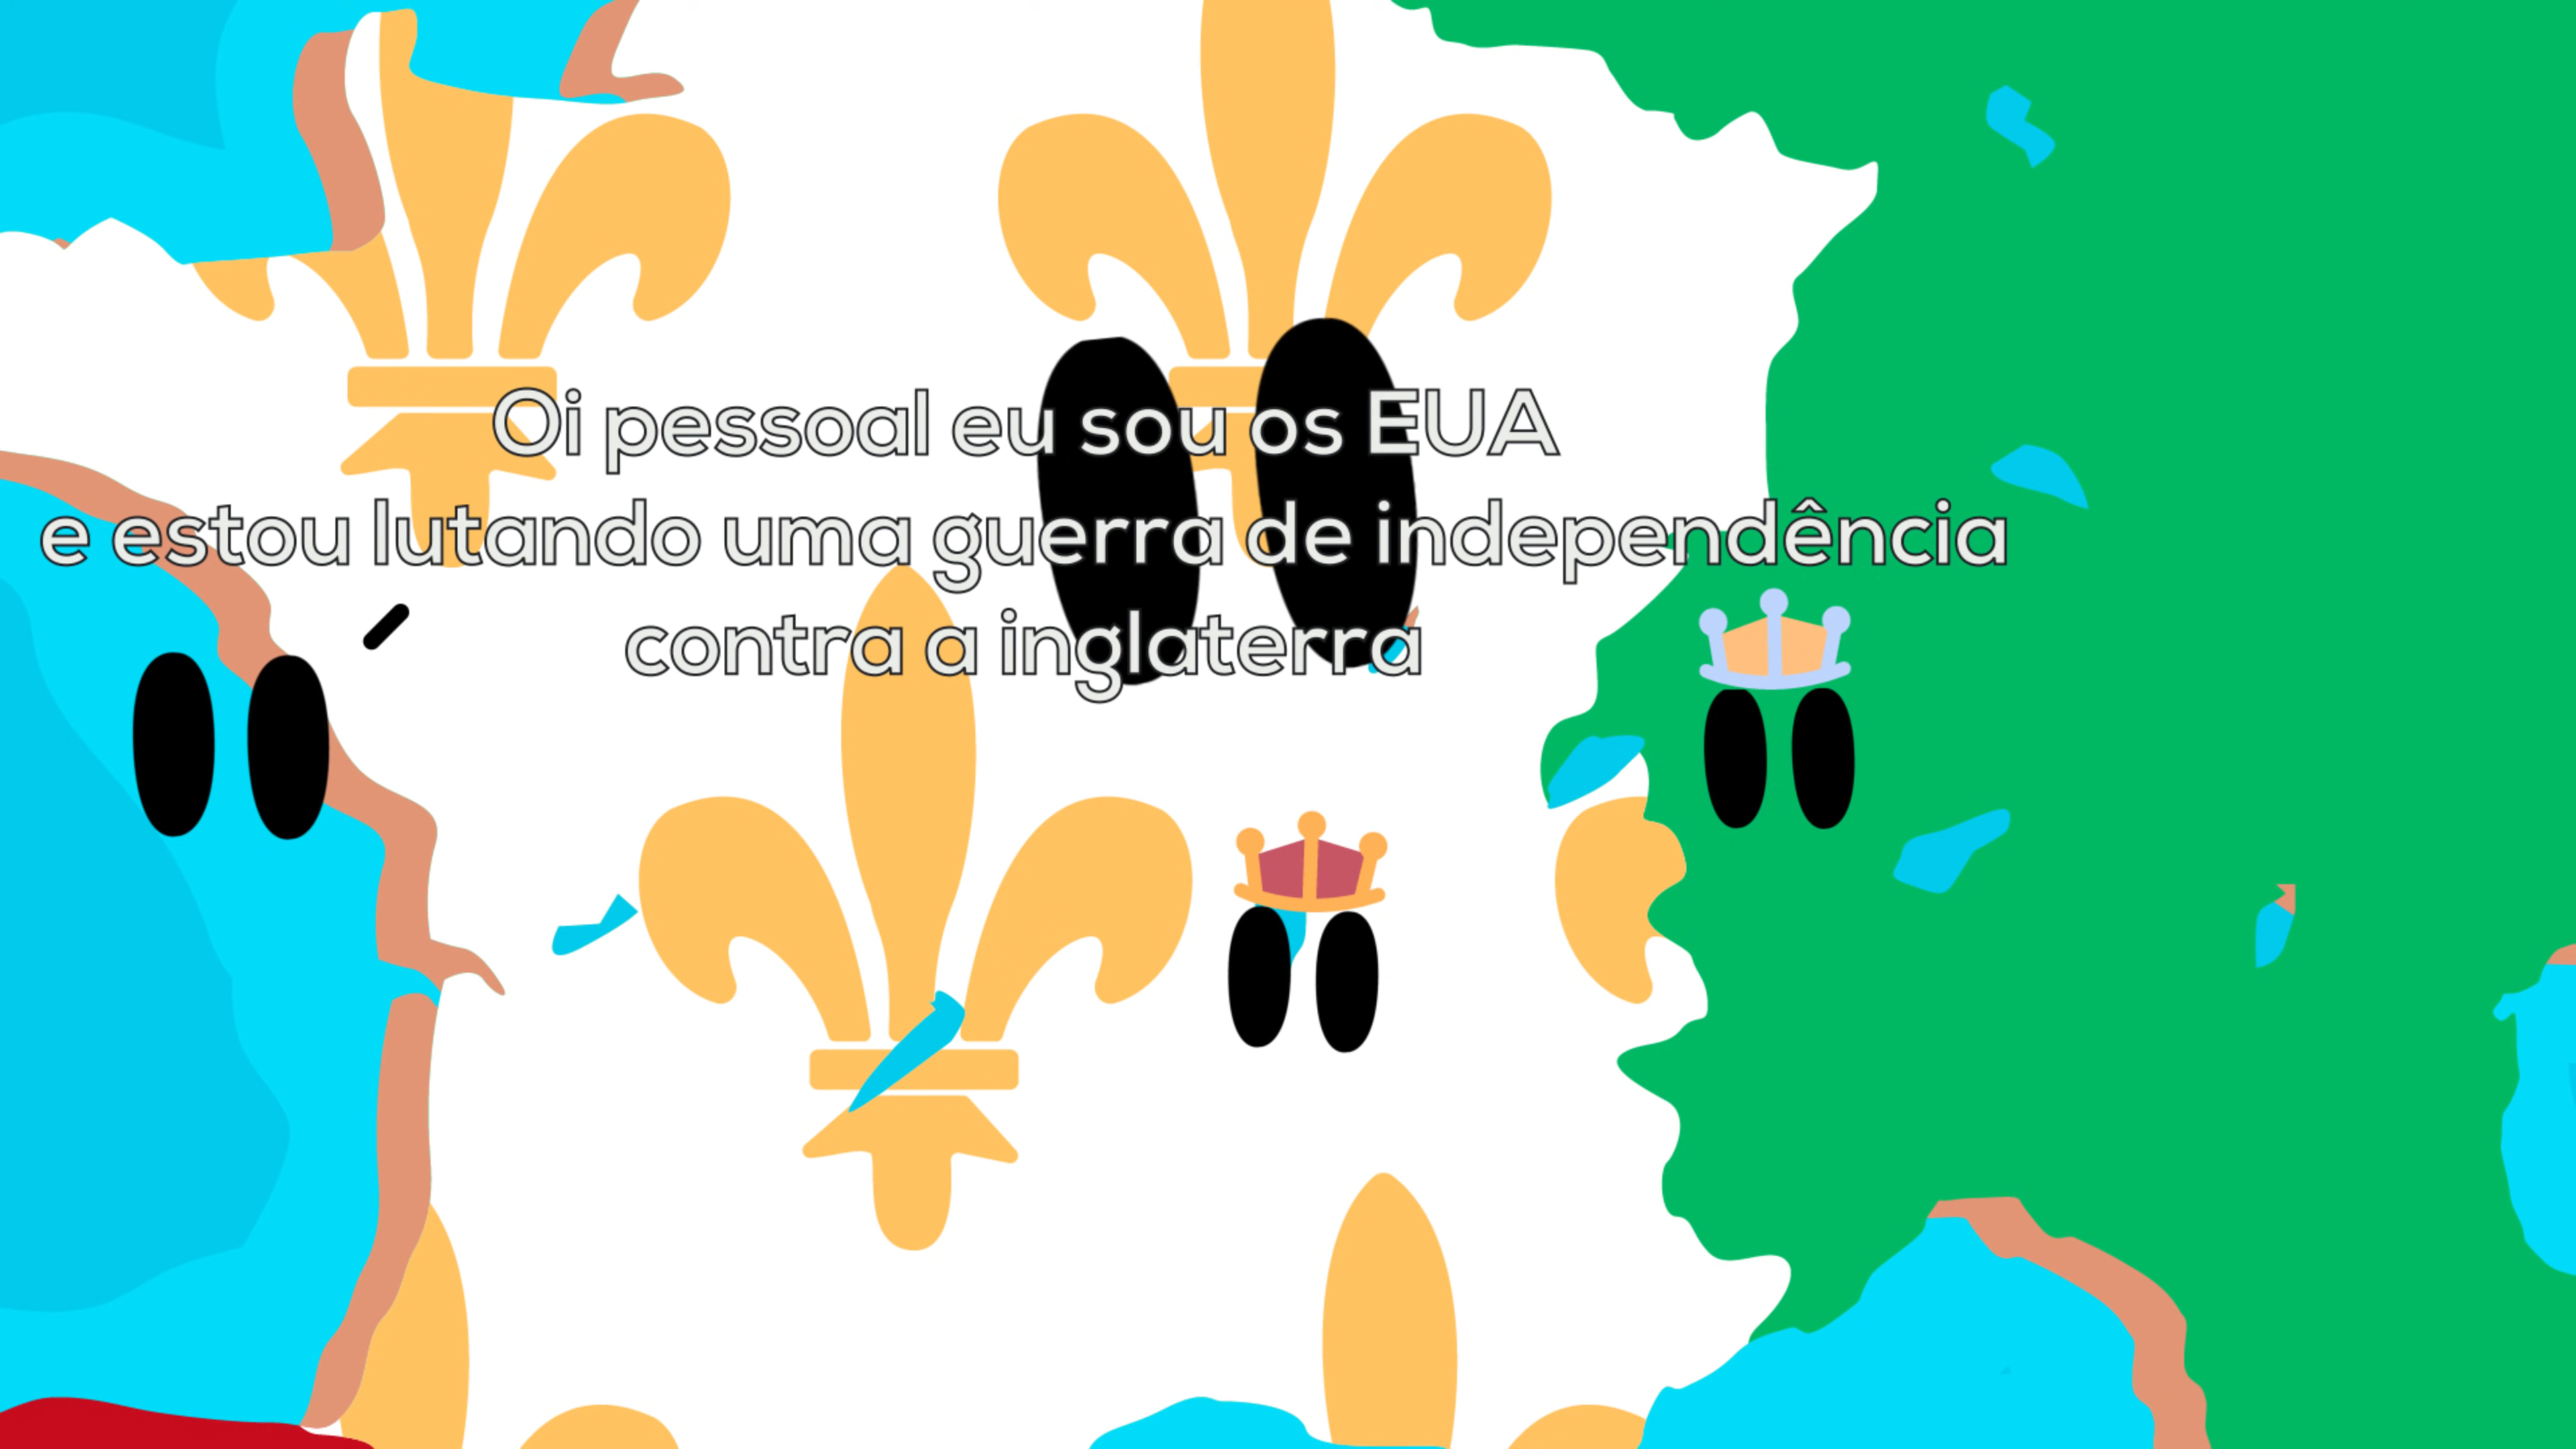 Oi pessoal eu sou os EUA
e estou lutando uma guerra de independência
contra a inglaterra